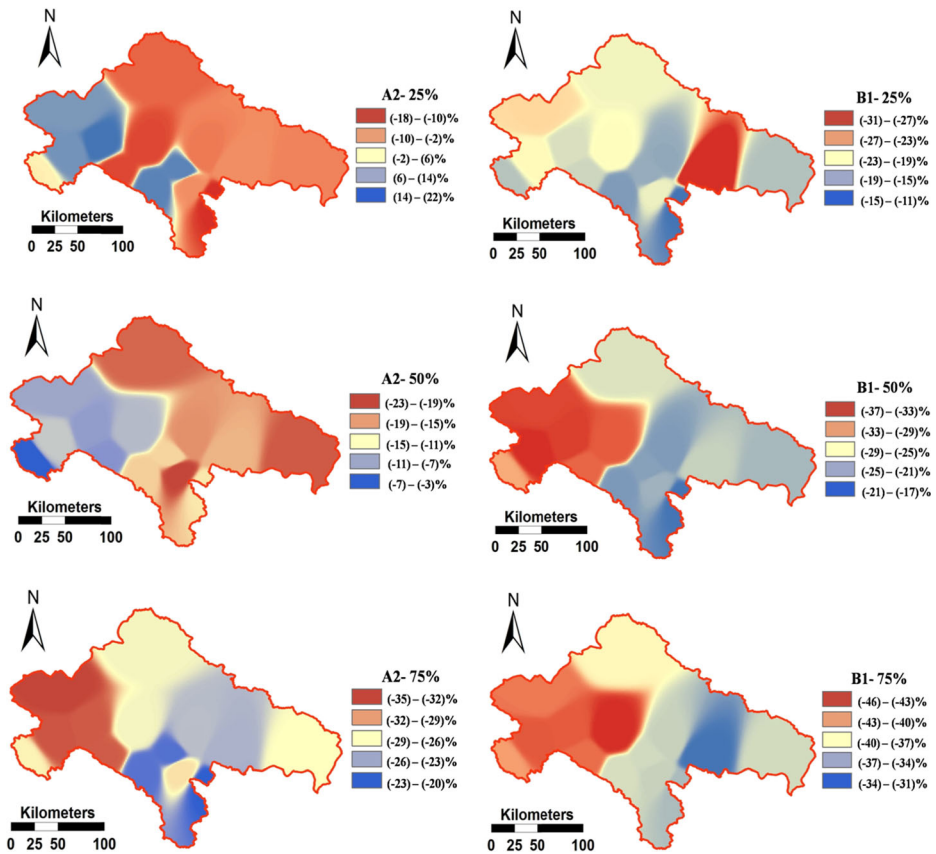 N
A2- 25%
(-18) – (-10)%
(-10) – (-2)%
(-2) – (6)%
(6) – (14)%
(14) – (22)%
Kilometers
0 25 50 100
N
B1- 25%
(-31) – (-27)%
(-27) – (-23)%
(-23) – (-19)%
(-19) – (-15)%
(-15) – (-11)%
Kilometers
0 25 50 100
N
A2- 50%
(-23) – (-19)%
(-19) – (-15)%
(-15) – (-11)%
(-11) – (-7)%
(-7) – (-3)%
Kilometers
0 25 50 100
N
B1- 50%
(-37) – (-33)%
(-33) – (-29)%
(-29) – (-25)%
(-25) – (-21)%
(-21) – (-17)%
Kilometers
0 25 50 100
N
A2- 75%
(-35) – (-32)%
(-32) – (-29)%
(-29) – (-26)%
(-26) – (-23)%
(-23) – (-20)%
Kilometers
0 25 50 100
N
B1- 75%
(-46) – (-43)%
(-43) – (-40)%
(-40) – (-37)%
(-37) – (-34)%
(-34) – (-31)%
Kilometers
0 25 50 100